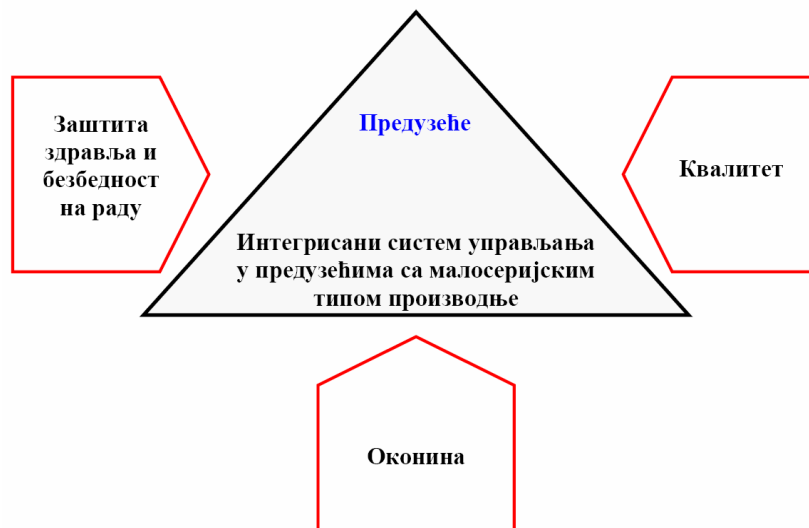 Предузеће
Заштита
здравља и
безбедност
на раду
Квалитет
Интегрисани систем управљања
у предузећима са малосеријским
типом производње
Оконина